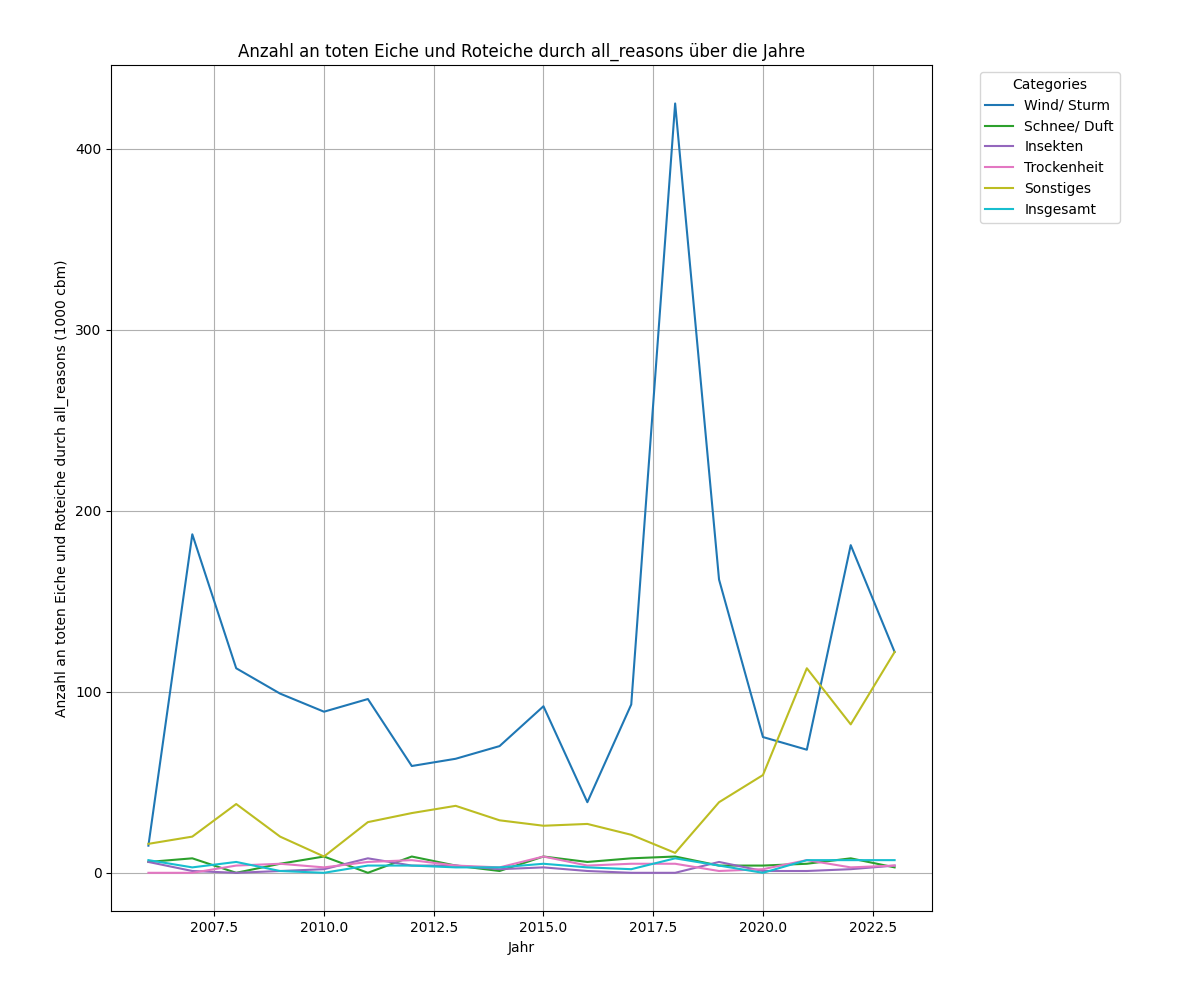 Anzahl an toten Eiche und Roteiche durch all_reasons über die Jahre
Anzahl an toten Eiche und Roteiche durch all_reasons (1000 cbm)
400
300
200
100
0
2007.5 2010.0 2012.5 2015.0 2017.5 2020.0 2022.5
Jahr
Categories
Wind/ Sturm
Schnee/ Duft
Insekten
Trockenheit
Sonstiges
Insgesamt